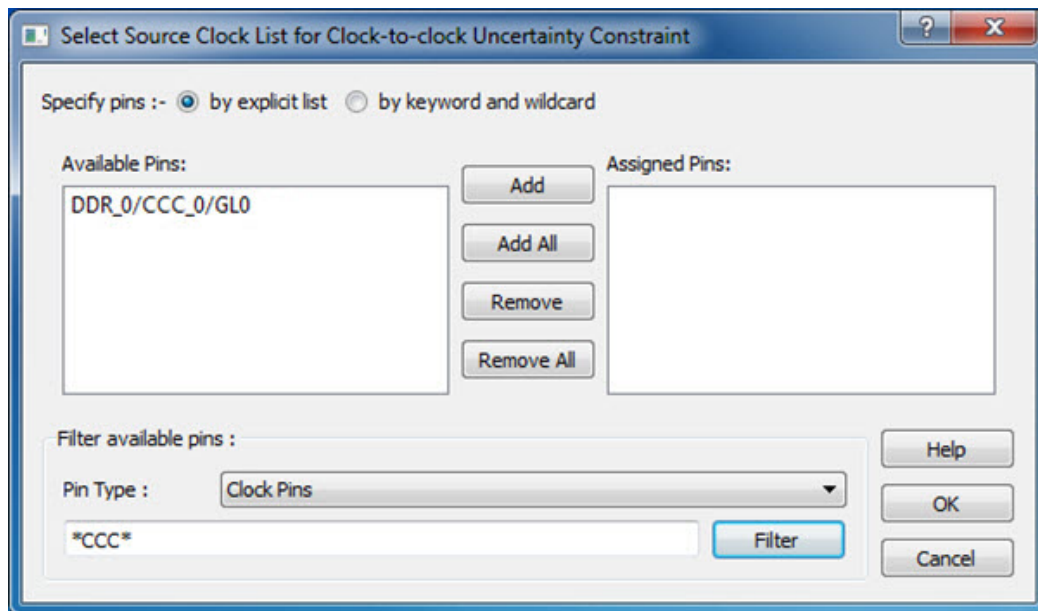 Select Source Clock List for Clock-to-clock Uncertainty Constraint
Specify pins :- by explicit list by keyword and wildcard
Available Pins:
Assigned Pins:
DDR_0/CCC_0/GL0
Add
Add All
Remove
Remove All
Filter available pins :
Pin Type :
Clock Pins
*CCC*
Filter
Help
OK
Cancel